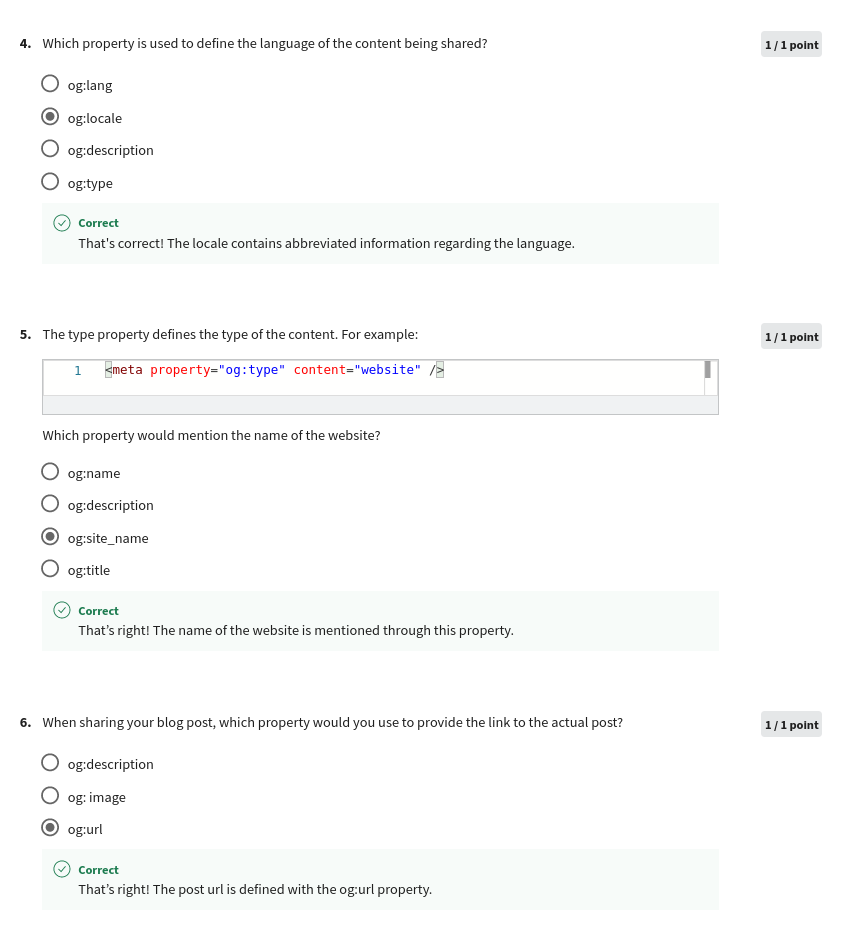 4. Which property is used to define the language of the content being shared?
1 / 1 point
og:lang
og:locale
og:description
og:type
Correct
That's correct! The locale contains abbreviated information regarding the language.
5. The type property defines the type of the content. For example:
1 / 1 point
1 <meta property="og:type" content="website" />
Which property would mention the name of the website?
og:name
og:description
og:site_name
og:title
Correct
That’s right! The name of the website is mentioned through this property.
6. When sharing your blog post, which property would you use to provide the link to the actual post?
1 / 1 point
og:description
og: image
og:url
Correct
That’s right! The post url is defined with the og:url property.